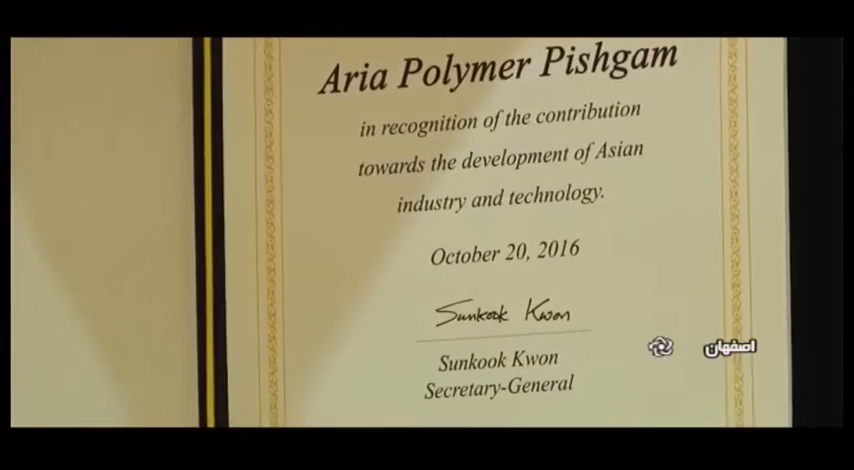 Aria Polymer Pishgam
in recognition of the contribution
towards the development of Asian
industry and technology.
October 20, 2016
Sunkook Kwon
Sunkook Kwon
Secretary-General
اصفهان